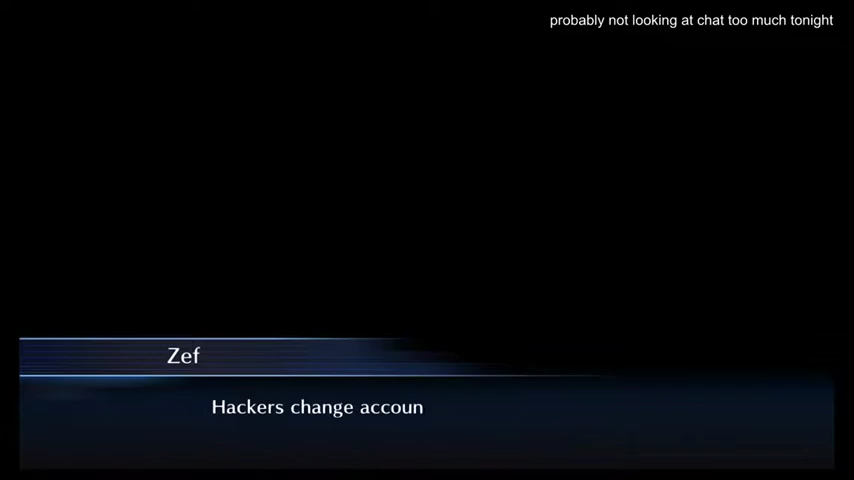 probably not looking at chat too much tonight
Zef
Hackers change accoun